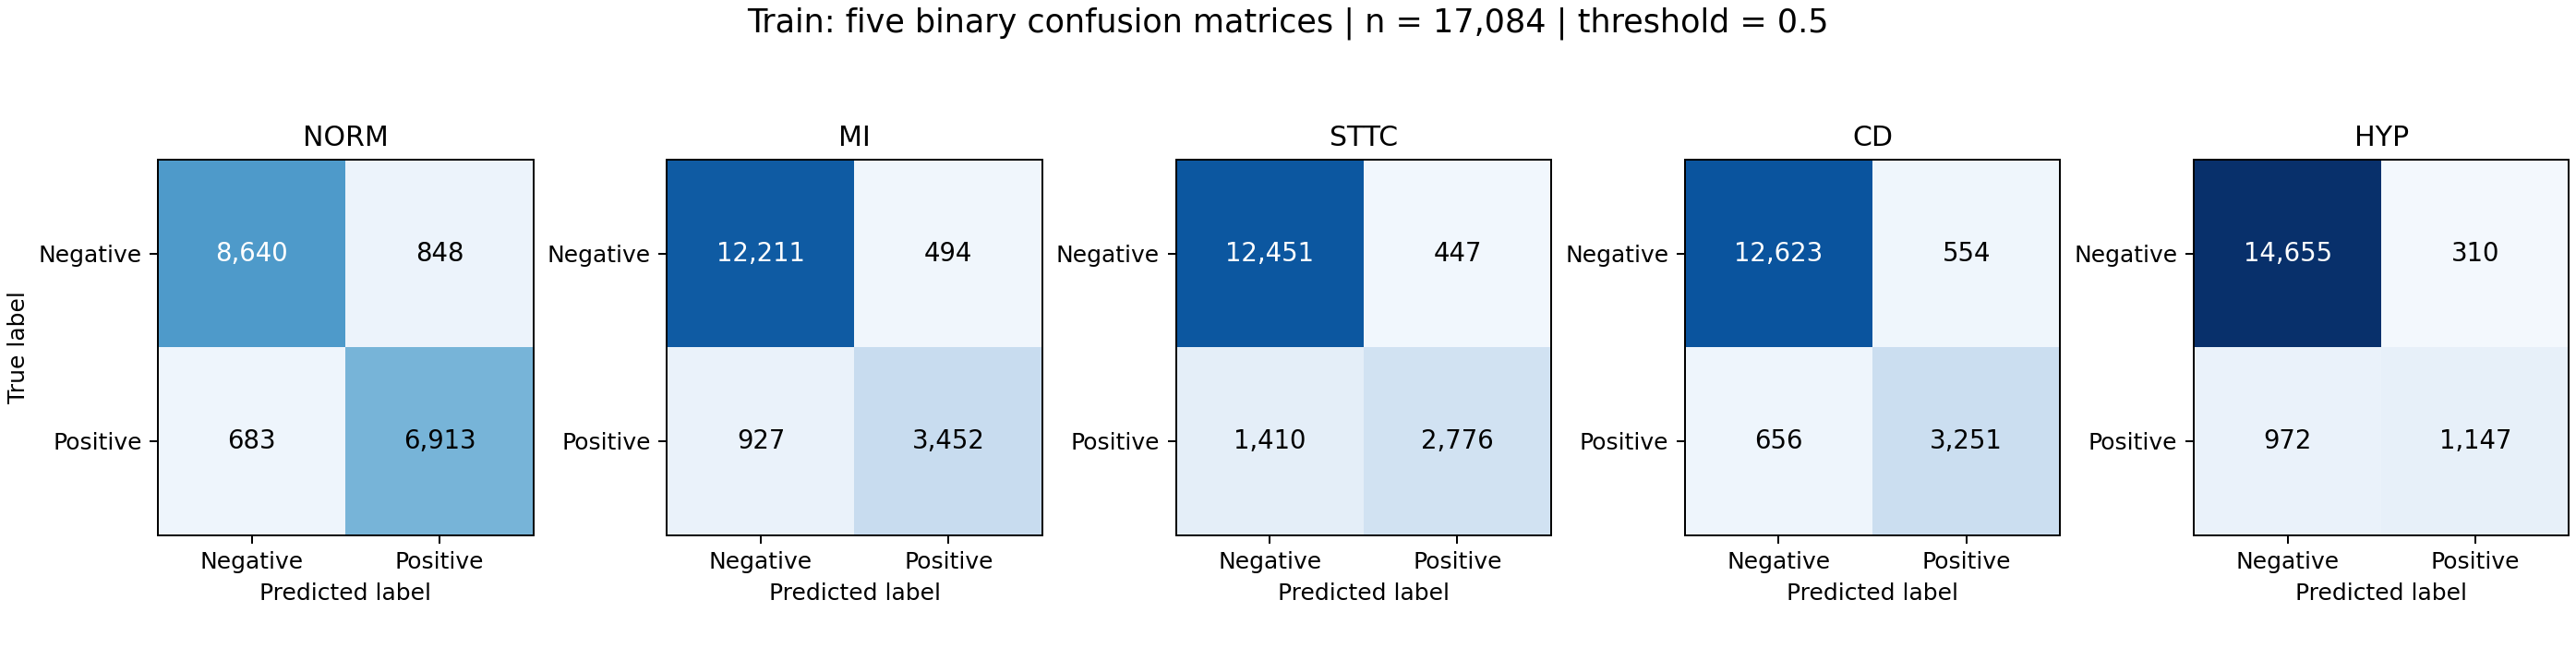 Train: five binary confusion matrices | n = 17,084 | threshold = 0.5
NORM
True label
Negative
8,640
848
Positive
683
6,913
Negative
Positive
Predicted label
MI
Negative
12,211
494
Positive
927
3,452
Negative
Positive
Predicted label
STTC
Negative
12,451
447
Positive
1,410
2,776
Negative
Positive
Predicted label
CD
Negative
12,623
554
Positive
656
3,251
Negative
Positive
Predicted label
HYP
Negative
14,655
310
Positive
972
1,147
Negative
Positive
Predicted label